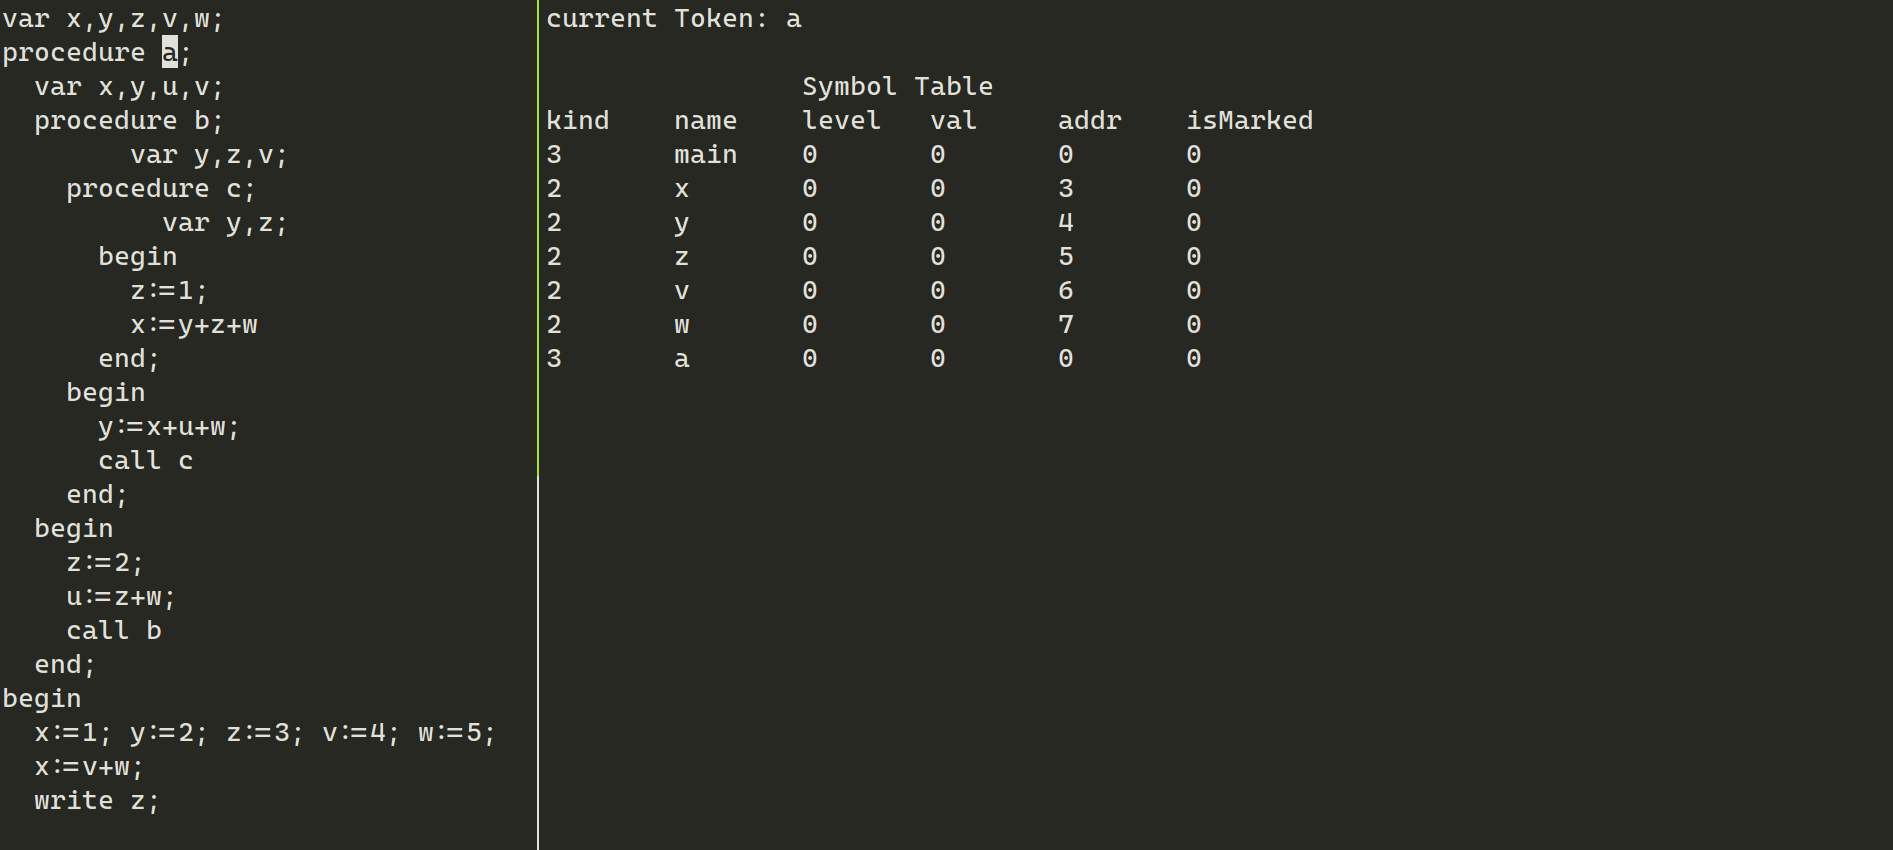 var x,y,z,v,w;
procedure a;
  var x,y,u,v;
  procedure b;
        var y,z,v;
    procedure c;
          var y,z;
      begin
        z:=1;
        x:=y+z+w
      end;
    begin
      y:=x+u+w;
      call c
    end;
  begin
    z:=2;
    u:=z+w;
    call b
  end;
begin
  x:=1; y:=2; z:=3; v:=4; w:=5;
  x:=v+w;
  write z;
current Token: a
Symbol Table
kind    name    level   val     addr    isMarked
3       main    0       0       0       0
2       x       0       0       3       0
2       y       0       0       4       0
2       z       0       0       5       0
2       v       0       0       6       0
2       w       0       0       7       0
3       a       0       0       0       0